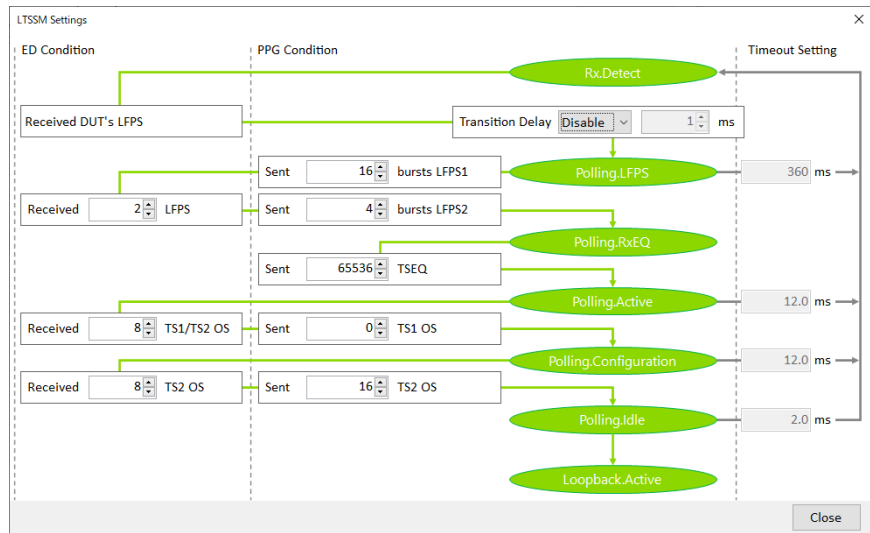 LTSSM Settings
ED Condition PPG Condition Timeout Setting
Rx.Detect
Received DUT's LFPS Transition Delay Disable 1 ms
Sent 16 bursts LFPS1 Polling.LFPS 360 ms
Received 2 LFPS Sent 4 bursts LFPS2
Polling.RxEQ
Sent 65536 TSEQ
Polling.Active 12.0 ms
Received 8 TS1/TS2 OS Sent 0 TS1 OS
Polling.Configuration 12.0 ms
Received 8 TS2 OS Sent 16 TS2 OS
Polling.Idle 2.0 ms
Loopback.Active
Close